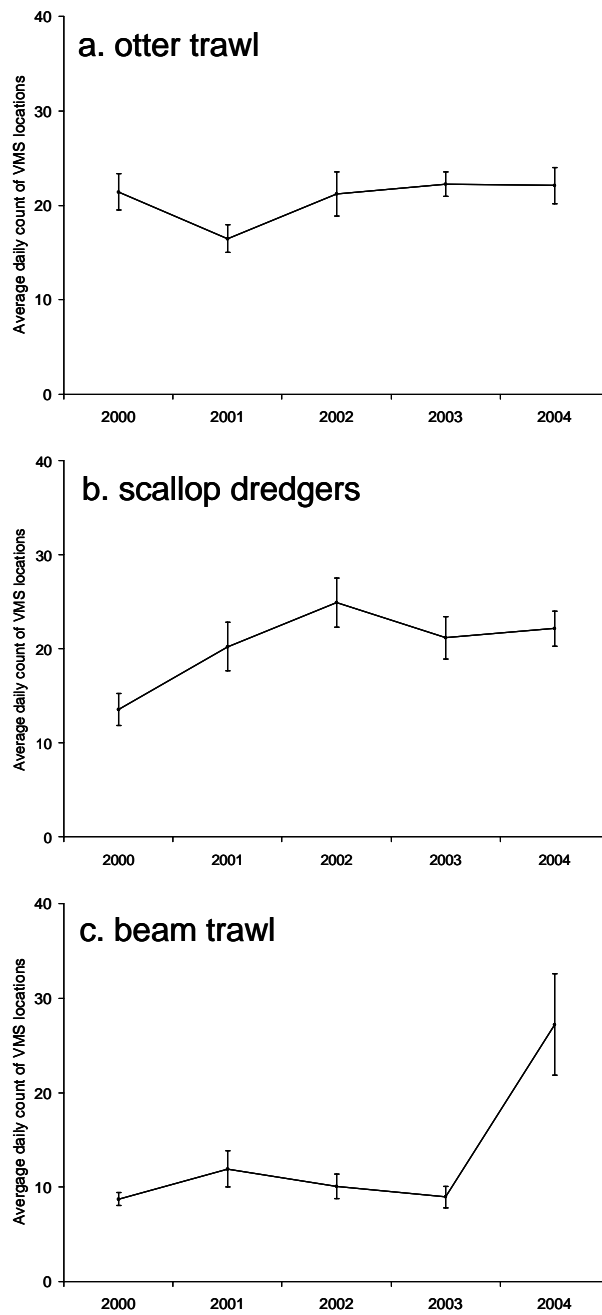 a. otter trawl
Average daily count of VMS locations
40
30
20
10
0
2000 2001 2002 2003 2004
b. scallop dredgers
Average daily count of VMS locations
40
30
20
10
0
2000 2001 2002 2003 2004
c. beam trawl
Avergage daily count of VMS locations
40
30
20
10
0
2000 2001 2002 2003 2004